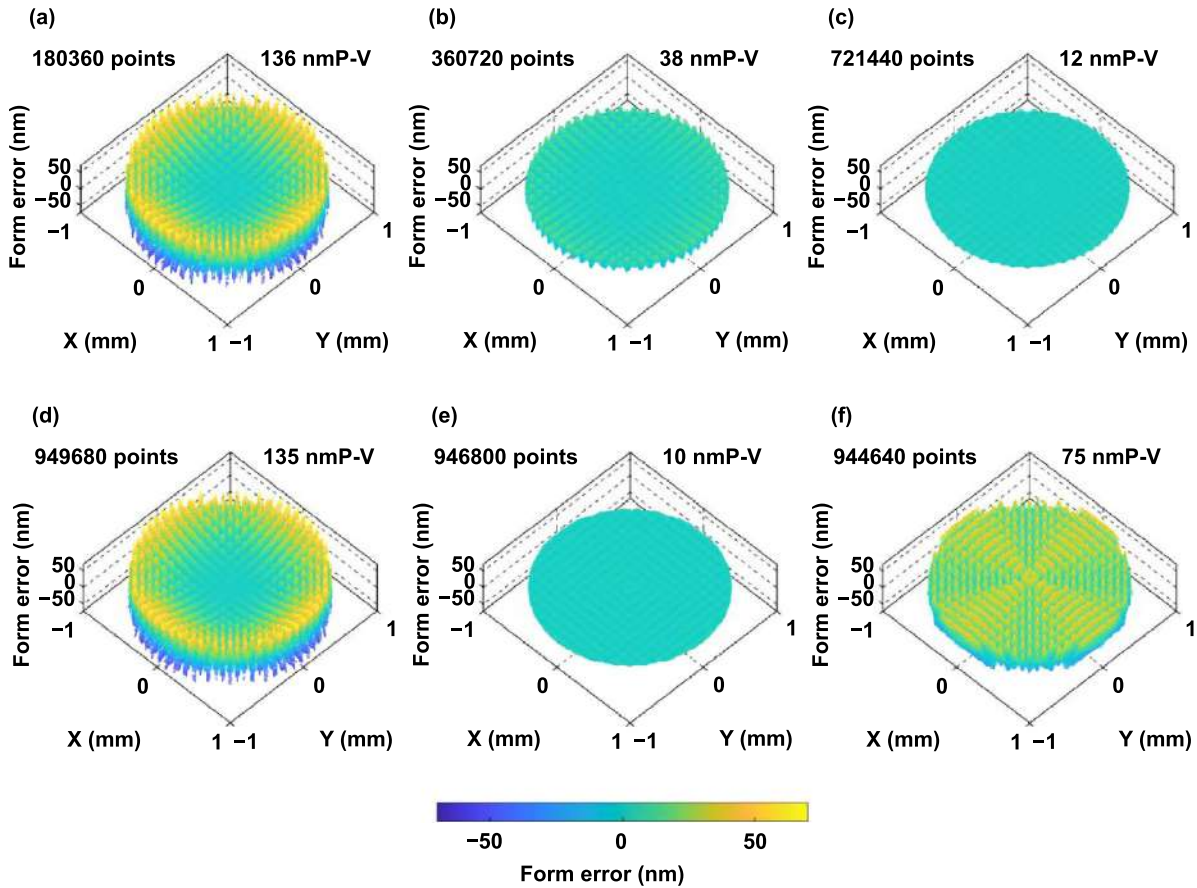 (a)
180360 points 136 nmP-V
Form error (nm)
50
0
−50
−1
0
1 −1
0
1
X (mm) Y (mm)
(b)
360720 points 38 nmP-V
Form error (nm)
50
0
−50
−1
0
1 −1
0
1
X (mm) Y (mm)
(c)
721440 points 12 nmP-V
Form error (nm)
50
0
−50
−1
0
1 −1
0
1
X (mm) Y (mm)
(d)
949680 points 135 nmP-V
Form error (nm)
50
0
−50
−1
0
1 −1
0
1
X (mm) Y (mm)
(e)
946800 points 10 nmP-V
Form error (nm)
50
0
−50
−1
0
1 −1
0
1
X (mm) Y (mm)
(f)
944640 points 75 nmP-V
Form error (nm)
50
0
−50
−1
0
1 −1
0
1
X (mm) Y (mm)
−50 0 50
Form error (nm)